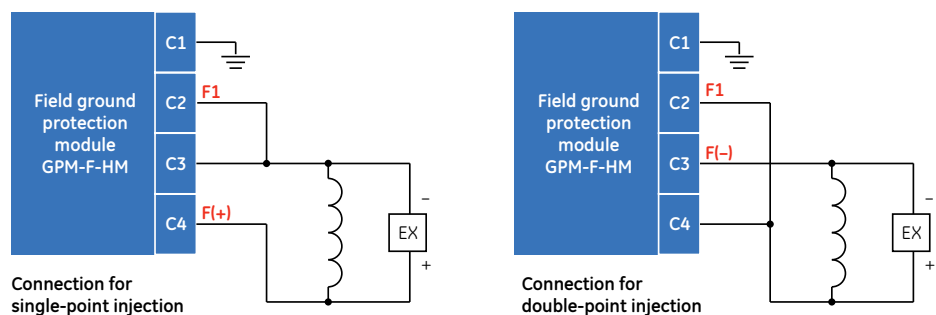 Field ground
protection
module
GPM-F-HM
C1
C2
C3
C4
F1
F(+)
−
EX
+
Connection for
single-point injection
Field ground
protection
module
GPM-F-HM
C1
C2
C3
C4
F1
F(−)
−
EX
+
Connection for
double-point injection